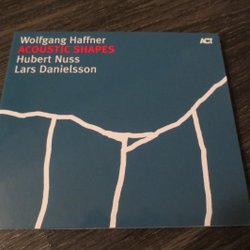 Wolfgang Haffner
ACT
ACOUSTIC SHAPES
Hubert Nuss
Lars Danielsson